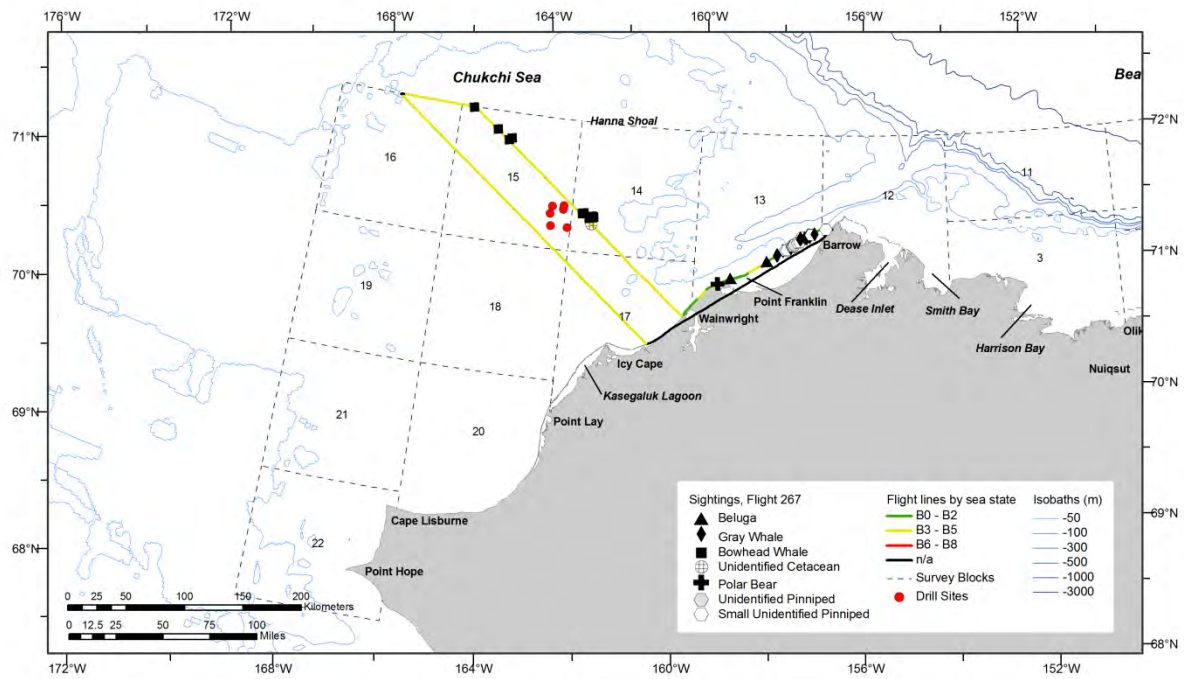 176°W 168°W 164°W 160°W 156°W 152°W
Chukchi Sea
Bea
72°N
71°N
Hanna Shoal
16
15
14
13
12
11
3
71°N
Barrow
70°N
19
18
17
Point Franklin
Dease Inlet
Smith Bay
Wainwright
Harrison Bay
Olik
Icy Cape
Nuiqsut
70°N
Kasegaluk Lagoon
69°N
21
20
Point Lay
Cape Lisburne
69°N
68°N
22
Point Hope
0 25 50 100 150 200
Kilometers
0 12.5 25 50 75 100
Miles
68°N
Sightings, Flight 267
Beluga
Gray Whale
Bowhead Whale
Unidentified Cetacean
Polar Bear
Unidentified Pinniped
Small Unidentified Pinniped
Flight lines by sea state
B0 - B2
B3 - B5
B6 - B8
n/a
Survey Blocks
Drill Sites
Isobaths (m)
-50
-100
-300
-500
-1000
-3000
172°W 168°W 164°W 160°W 156°W 152°W